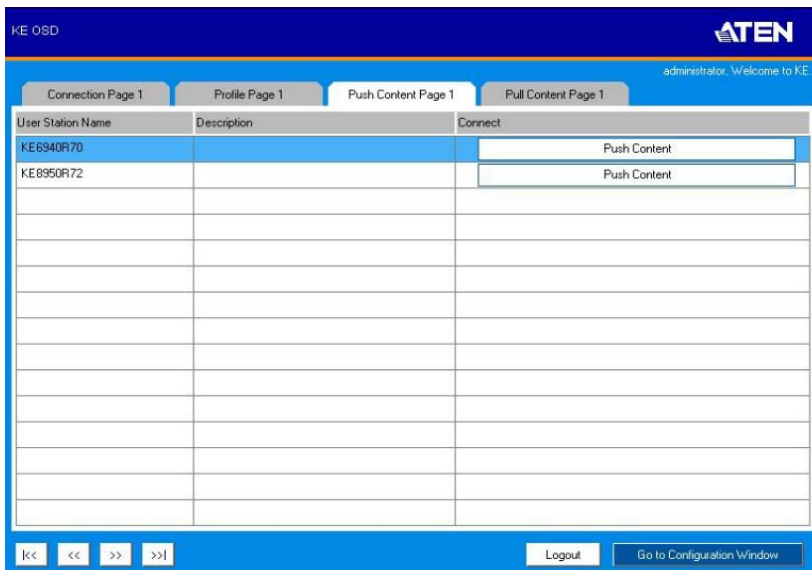 KE OSD
ATEN
administrator, Welcome to KE.
Connection Page 1 Profile Page 1 Push Content Page 1 Pull Content Page 1
User Station Name Description Connect
KE6940R70 Push Content
KE8950R72 Push Content
|<< << >> >>| Logout Go to Configuration Window